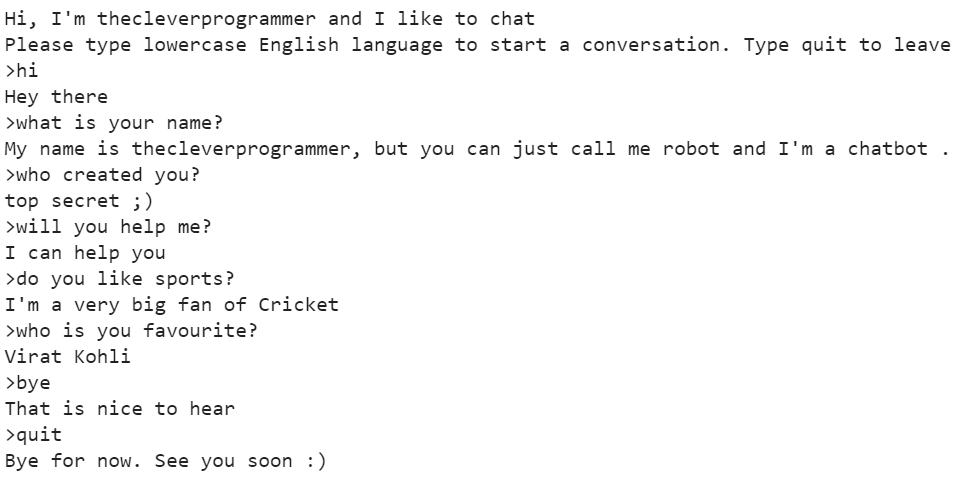 Hi, I'm thecleverprogrammer and I like to chat
Please type lowercase English language to start a conversation. Type quit to leave
>hi
Hey there
>what is your name?
My name is thecleverprogrammer, but you can just call me robot and I'm a chatbot .
>who created you?
top secret ;)
>will you help me?
I can help you
>do you like sports?
I'm a very big fan of Cricket
>who is you favourite?
Virat Kohli
>bye
That is nice to hear
>quit
Bye for now. See you soon :)